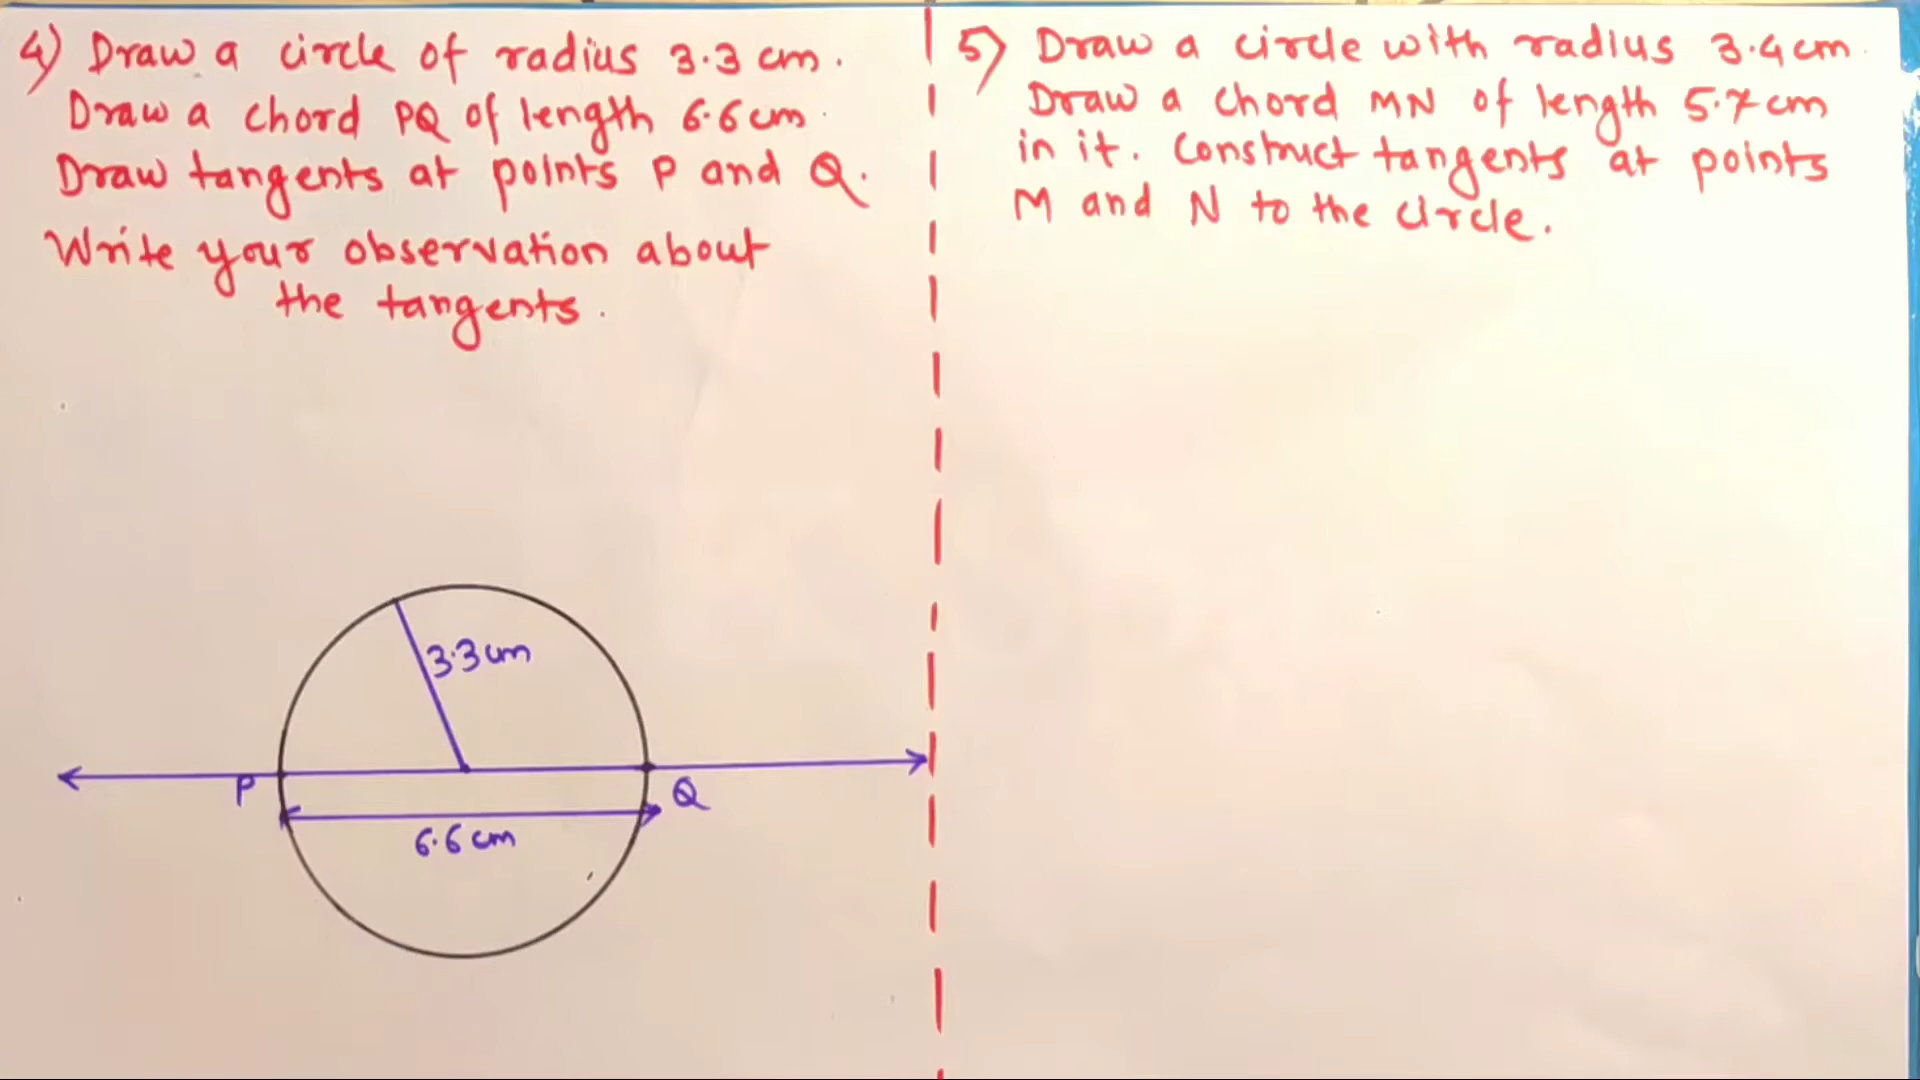 4) Draw a circle of radius 3.3 cm.
Draw a chord PQ of length 6.6 cm.
Draw tangents at points P and Q.
Write your observation about
the tangents.
5) Draw a circle with radius 3.4 cm.
Draw a chord MN of length 5.7 cm
in it. Construct tangents at points
M and N to the circle.
3.3 cm
P
Q
6.6 cm